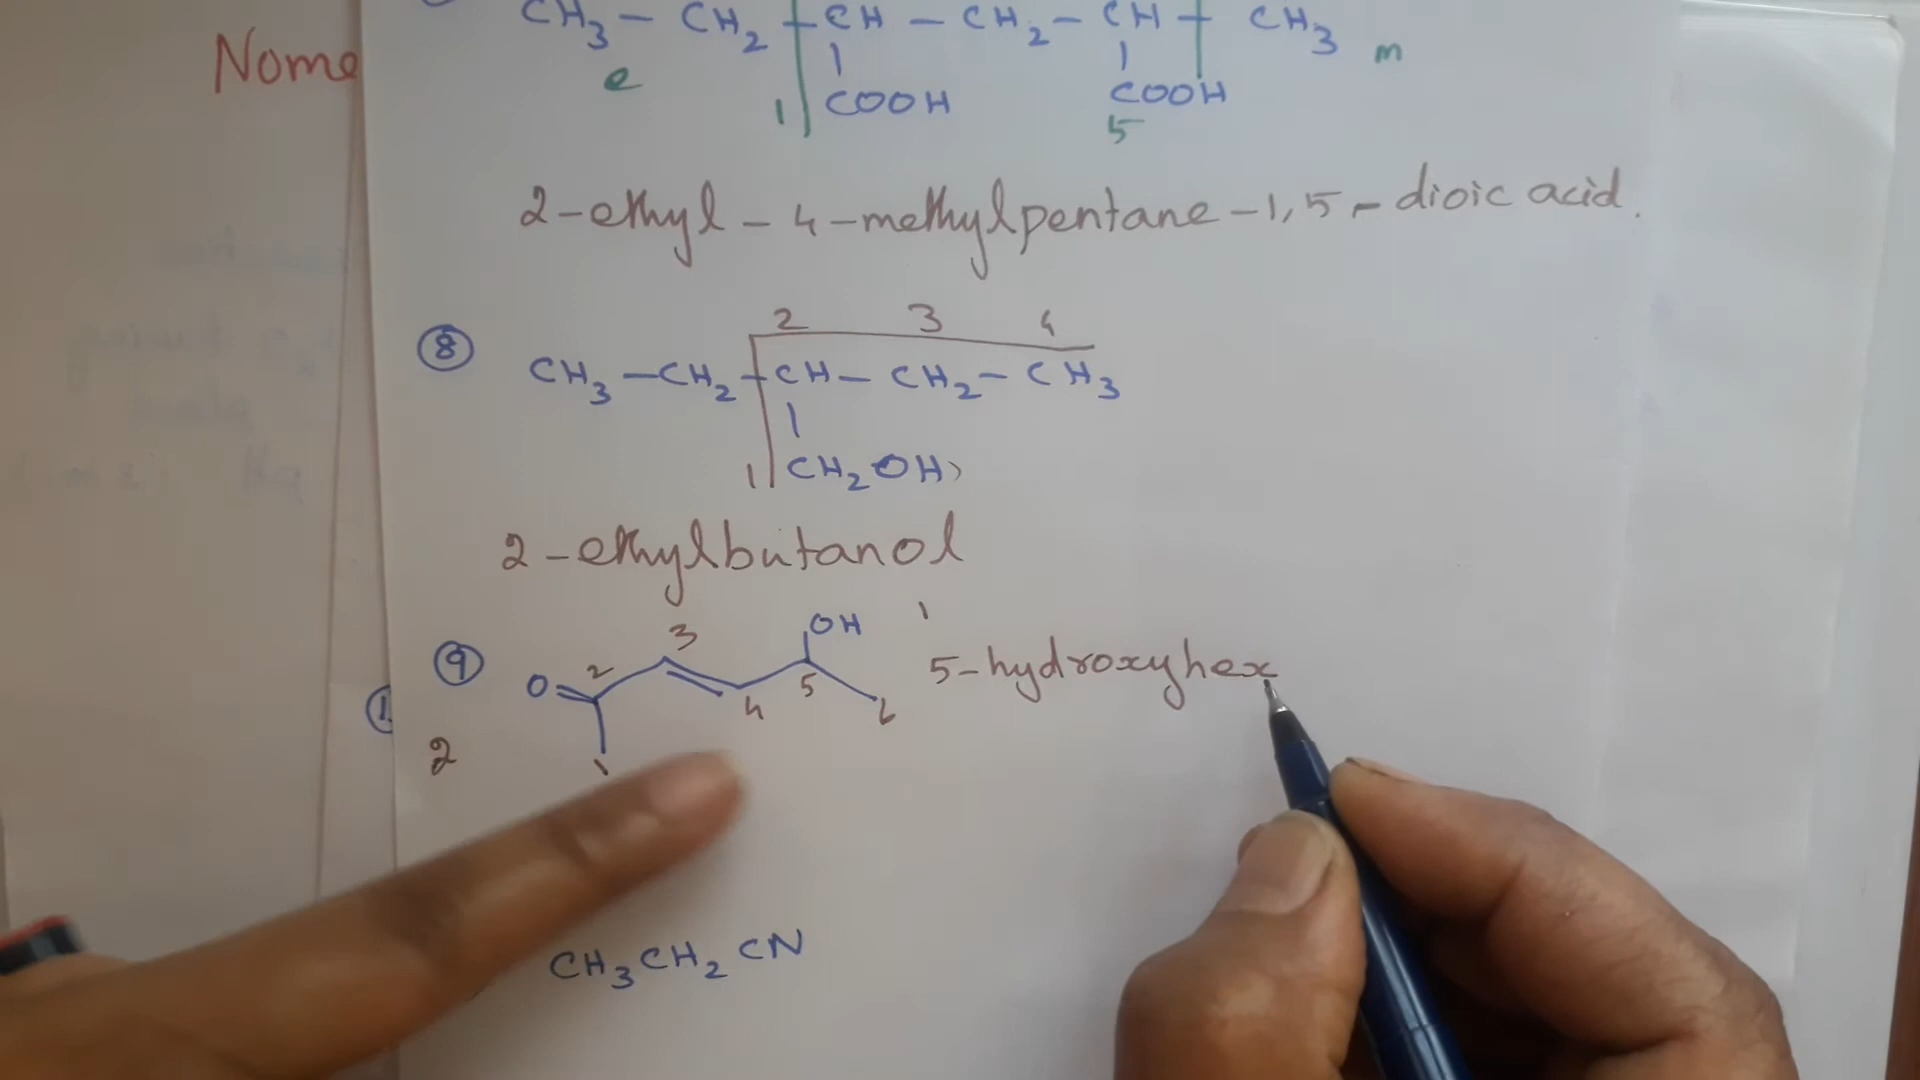 Nome
CH3 – CH2 – CH – CH2 – CH – CH3
e m
1 COOH COOH
5
2-ethyl – 4-methylpentane – 1,5 – dioic acid.
2 3 4
8 CH3 – CH2 – CH – CH2 – CH3
1 CH2OH
2-ethylbutanol
9 O 2 3 4 5 OH 6 1
5-hydroxyhex
2
CH3CH2CN